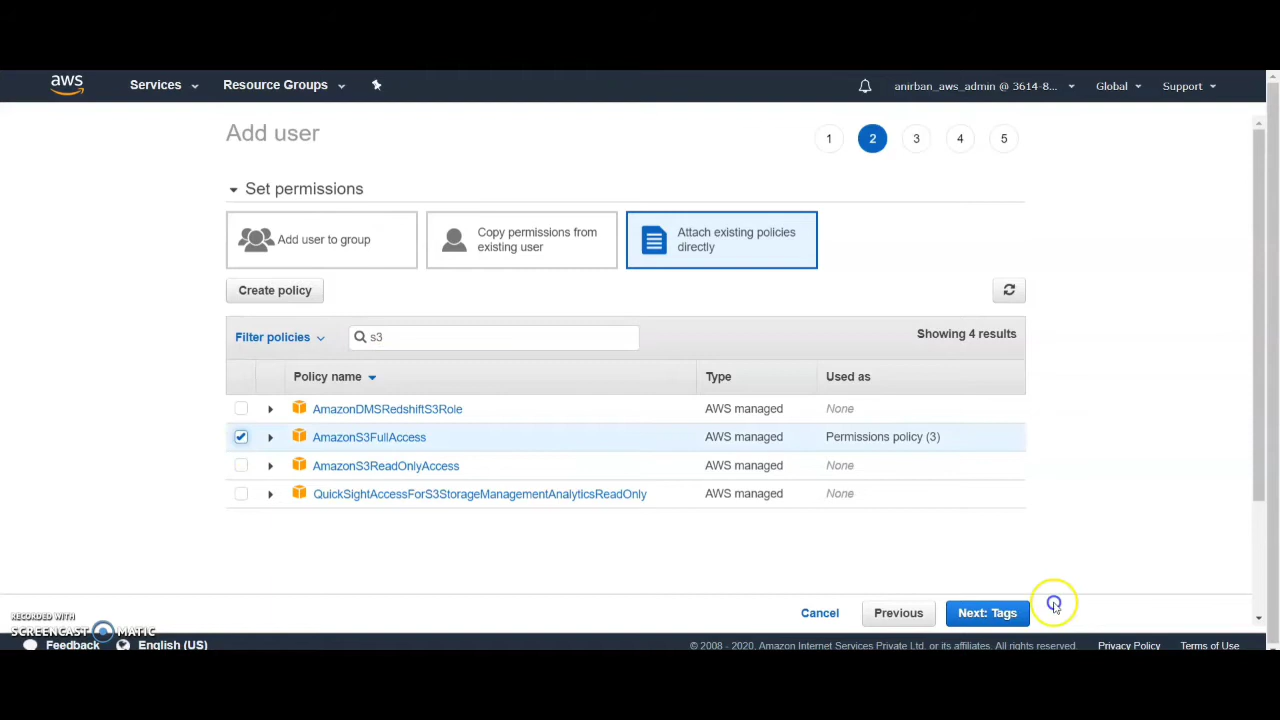 aws Services Resource Groups anirban_aws_admin @ 3614-8... Global Support
Add user
1 2 3 4 5
Set permissions
Add user to group
Copy permissions from
existing user
Attach existing policies
directly
Create policy
Filter policies s3 Showing 4 results
Policy name Type Used as
AmazonDMSRedshiftS3Role AWS managed None
AmazonS3FullAccess AWS managed Permissions policy (3)
AmazonS3ReadOnlyAccess AWS managed None
QuickSightAccessForS3StorageManagementAnalyticsReadOnly AWS managed None
Cancel Previous Next: Tags
RECORDED WITH
SCREENCAST MATIC
Feedback English (US) © 2008 - 2020, Amazon Internet Services Private Ltd. or its affiliates. All rights reserved. Privacy Policy Terms of Use